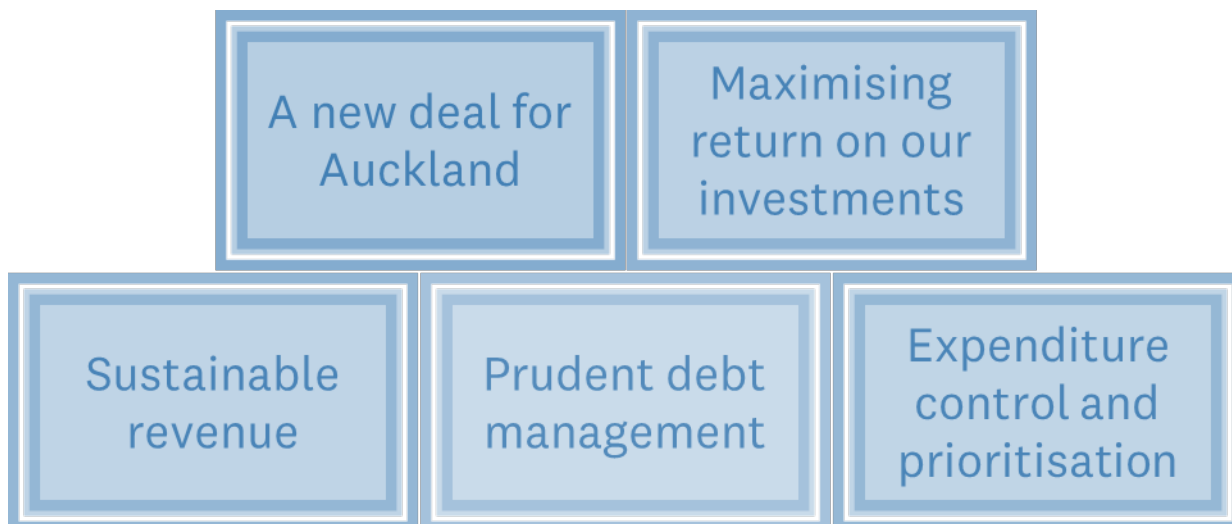 A new deal for
Auckland
Maximising
return on our
investments
Sustainable
revenue
Prudent debt
management
Expenditure
control and
prioritisation